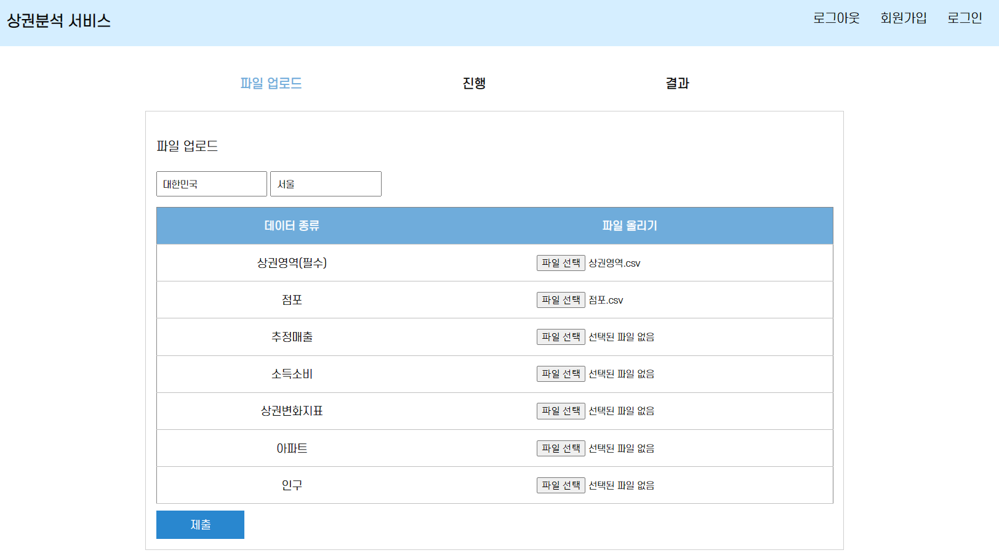 상권분석 서비스
로그아웃 회원가입 로그인
파일 업로드 진행 결과
파일 업로드
대한민국 서울
데이터 종류 파일 올리기
상권영역(필수) 파일 선택 상권영역.csv
점포 파일 선택 점포.csv
추정매출 파일 선택 선택된 파일 없음
소득소비 파일 선택 선택된 파일 없음
상권변화지표 파일 선택 선택된 파일 없음
아파트 파일 선택 선택된 파일 없음
인구 파일 선택 선택된 파일 없음
제출